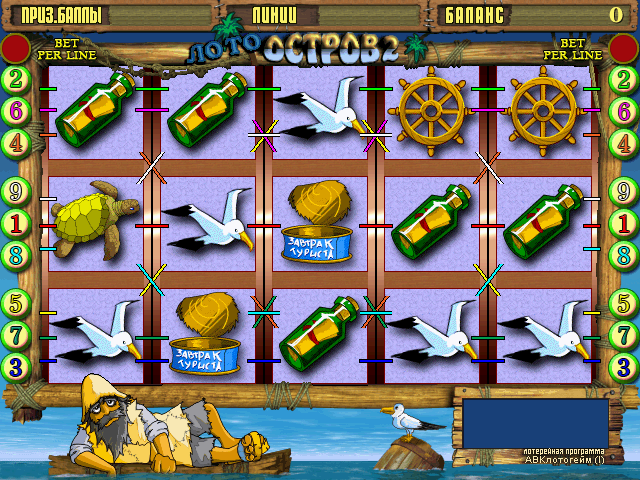 ПРИЗ.БАЛЛЫ
ЛИНИИ
БАЛАНС
0
BET
PER LINE
ЛОТО ОСТРОВ 2
BET
PER LINE
2
2
6
6
4
4
9
9
1
1
8
8
ЗАВТРАК
ТУРИСТА
5
5
7
7
3
3
ЗАВТРАК
ТУРИСТА
лотерейная программа
АВКлотогейм (I)